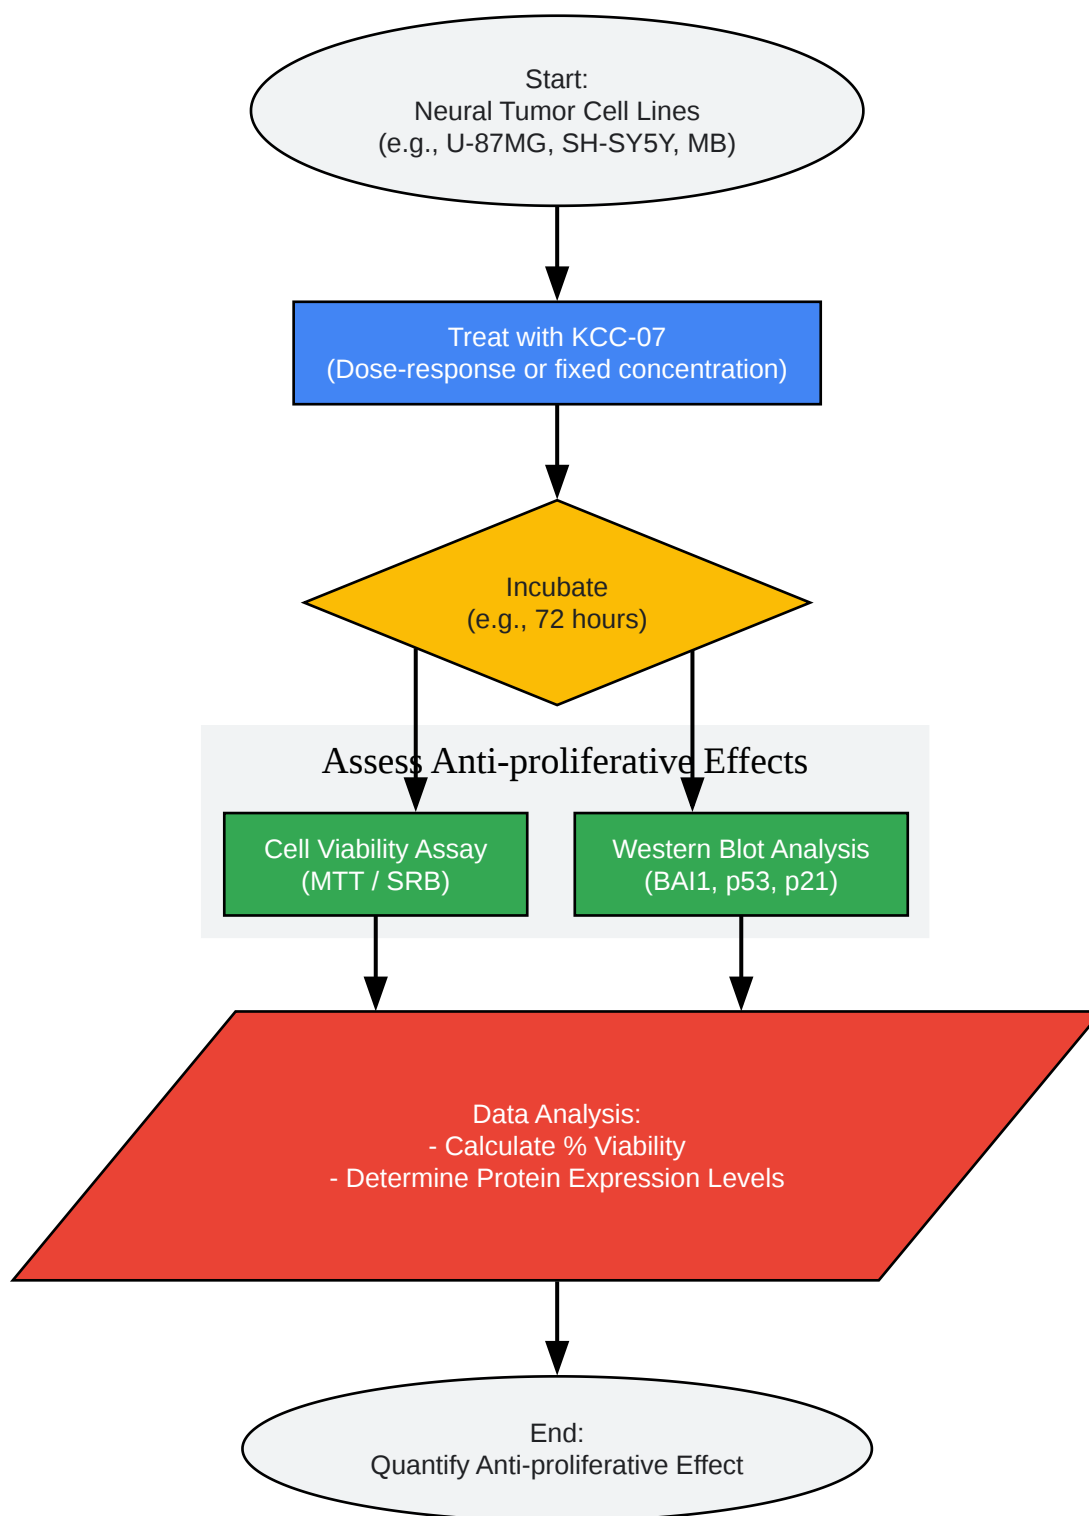 Start:
Neural Tumor Cell Lines
(e.g., U-87MG, SH-SY5Y, MB)
Treat with KCC-07
(Dose-response or fixed concentration)
Incubate
(e.g., 72 hours)
Assess Anti-proliferative Effects
Cell Viability Assay
(MTT / SRB)
Western Blot Analysis
(BAI1, p53, p21)
Data Analysis:
- Calculate % Viability
- Determine Protein Expression Levels
End:
Quantify Anti-proliferative Effect